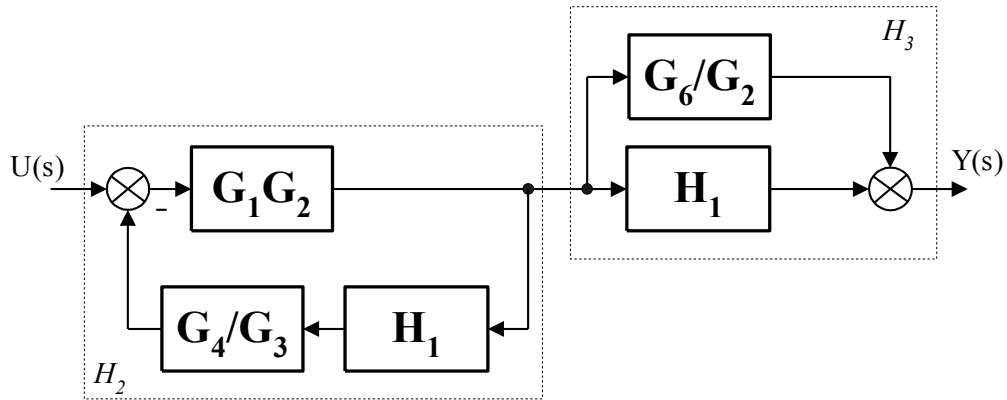 H₃
G₆/G₂
U(s)
G₁G₂
-
H₁
Y(s)
G₄/G₃
H₁
H₂